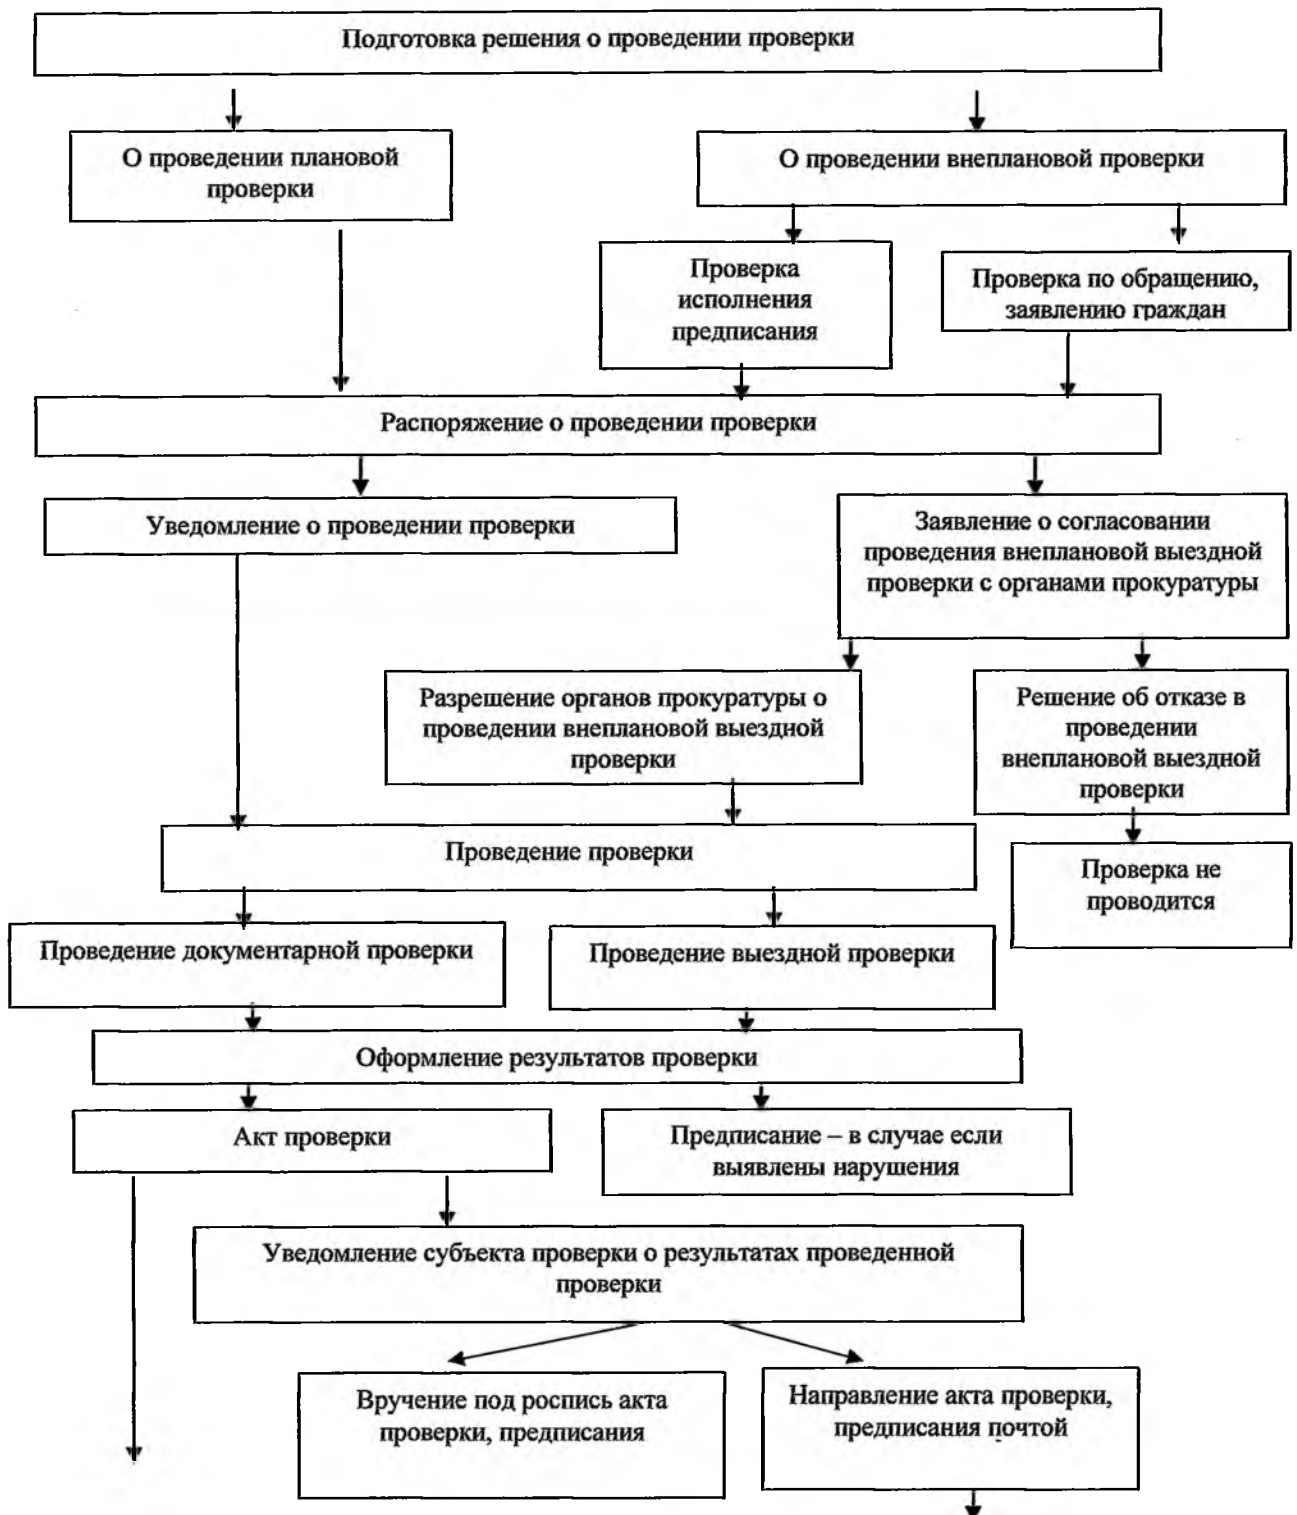 Подготовка решения о проведении проверки
О проведении плановой
проверки
О проведении внеплановой проверки
Проверка
исполнения
предписания
Проверка по обращению,
заявлению граждан
Распоряжение о проведении проверки
Уведомление о проведении проверки
Заявление о согласовании
проведения внеплановой выездной
проверки с органами прокуратуры
Разрешение органов прокуратуры о
проведении внеплановой выездной
проверки
Решение об отказе в
проведении
внеплановой выездной
проверки
Проведение проверки
Проверка не
проводится
Проведение документарной проверки
Проведение выездной проверки
Оформление результатов проверки
Акт проверки
Предписание – в случае если
выявлены нарушения
Уведомление субъекта проверки о результатах проведенной
проверки
Вручение под роспись акта
проверки, предписания
Направление акта проверки,
предписания почтой